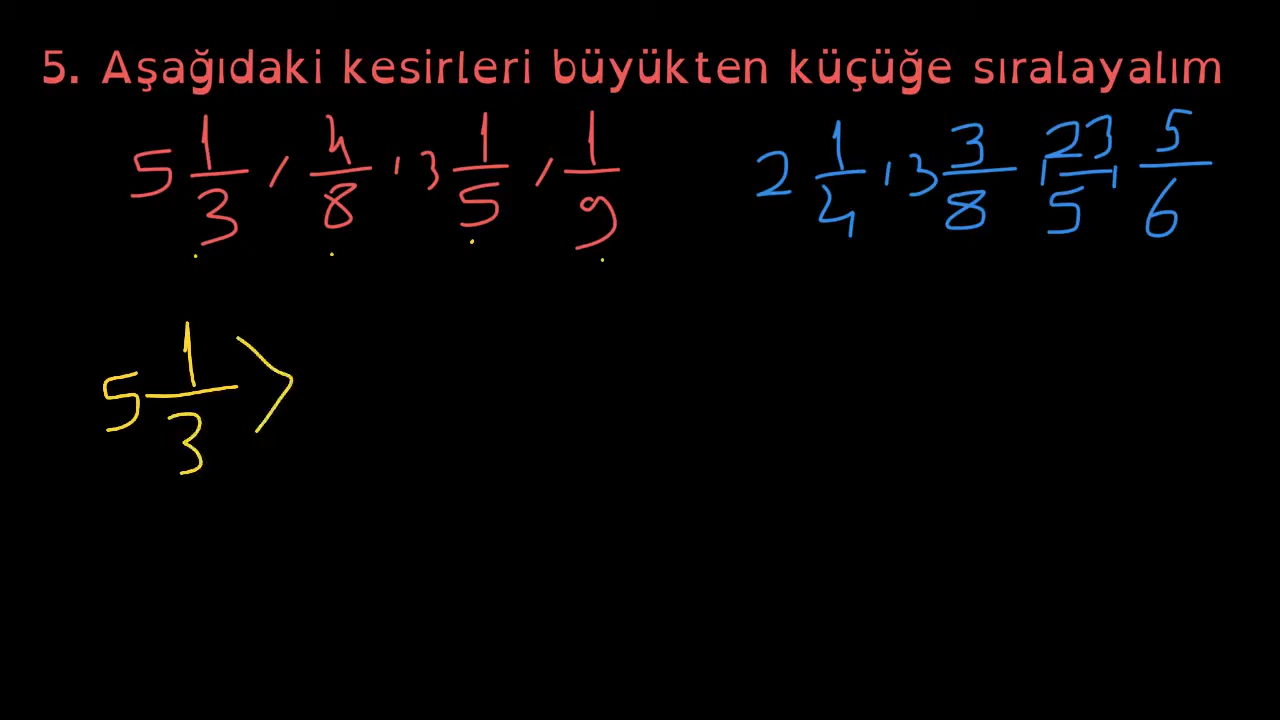 5. Aşağıdaki kesirleri büyükten küçüğe sıralayalım
5 1/3, 4/8, 3 1/5, 1/9
2 1/4, 3 3/8, 23/5, 5/6
5 1/3 >